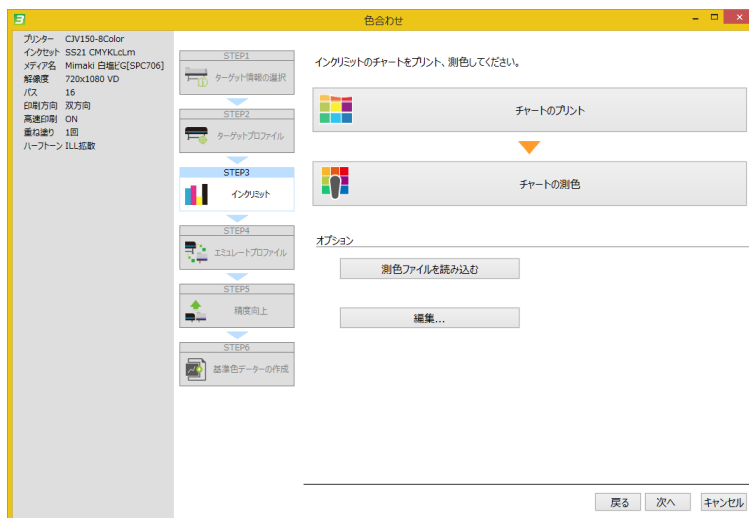 3
色合わせ
プリンター CJV150-8Color
インクセット SS21 CMYKLcLm
メディア名 Mimaki 白塩ビG[SPC706]
解像度 720x1080 VD
パス 16
印刷方向 双方向
高速印刷 ON
重ね塗り 1回
ハーフトーン ILL拡散
STEP1
ターゲット情報の選択
STEP2
ターゲットプロファイル
STEP3
インクリミット
STEP4
エミュレートプロファイル
STEP5
精度向上
STEP6
基準色データーの作成
インクリミットのチャートをプリント、測色してください。
チャートのプリント
チャートの測色
オプション
測色ファイルを読み込む
編集...
戻る 次へ キャンセル